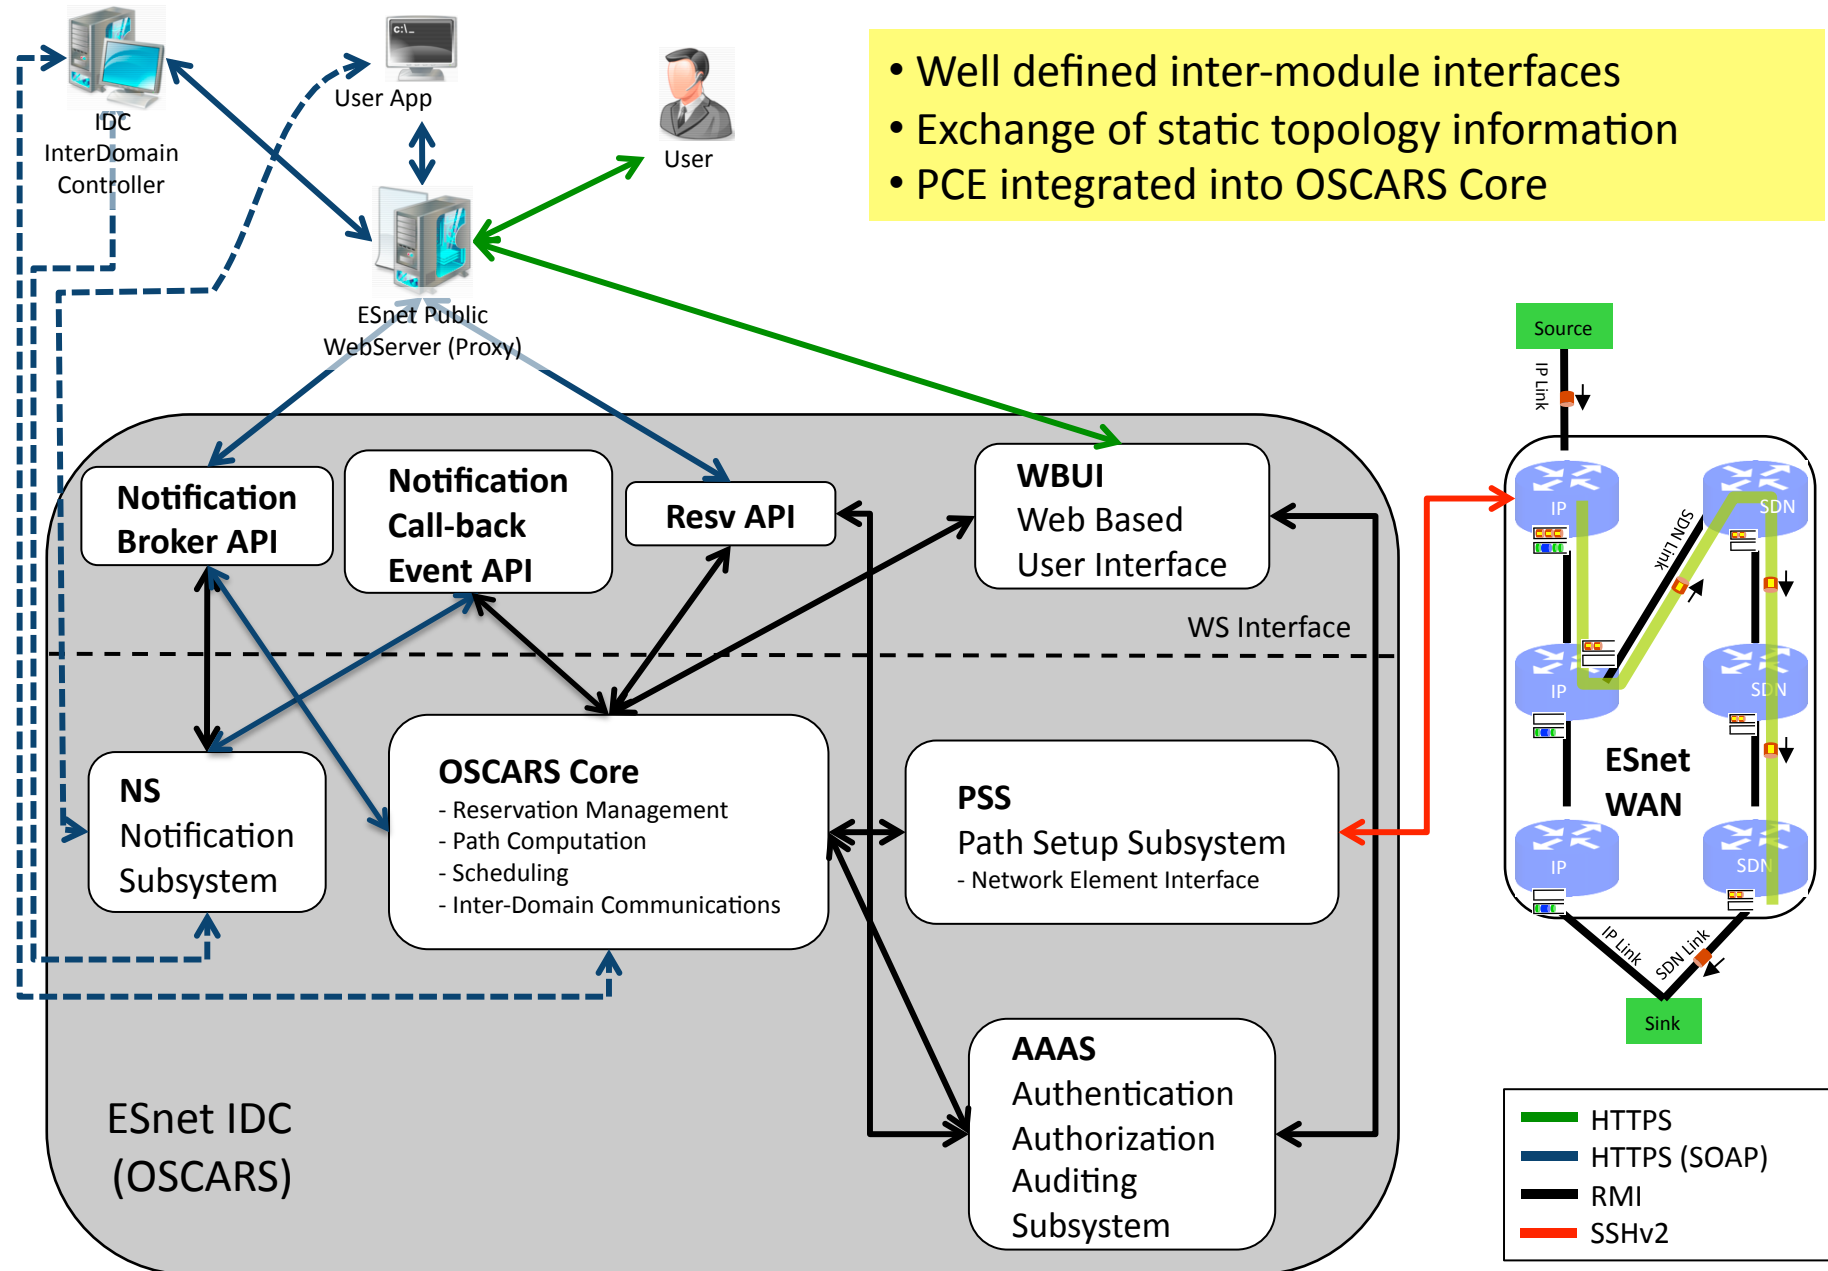 C:\_
IDC
InterDomain
Controller
User App
User
ESnet Public
WebServer (Proxy)
• Well defined inter-module interfaces
• Exchange of static topology information
• PCE integrated into OSCARS Core
Notification
Broker API
Notification
Call-back
Event API
Resv API
WBUI
Web Based
User Interface
WS Interface
NS
Notification
Subsystem
OSCARS Core
- Reservation Management
- Path Computation
- Scheduling
- Inter-Domain Communications
PSS
Path Setup Subsystem
- Network Element Interface
AAAS
Authentication
Authorization
Auditing
Subsystem
ESnet IDC
(OSCARS)
Source
IP Link
IP
SDN
SDN Link
IP
SDN
ESnet
WAN
IP
SDN
IP Link
SDN Link
Sink
HTTPS
HTTPS (SOAP)
RMI
SSHv2